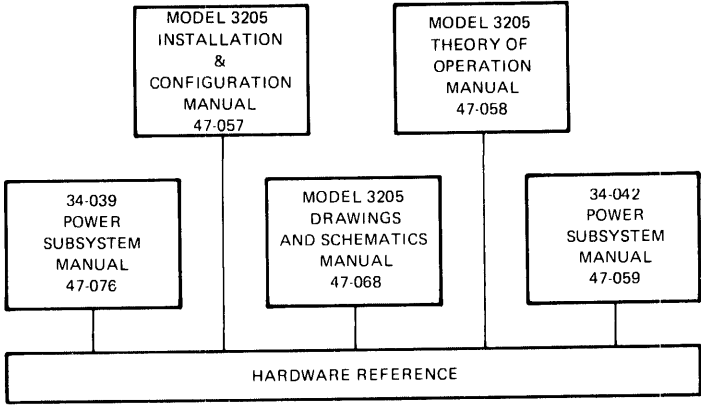 MODEL 3205
INSTALLATION
&
CONFIGURATION
MANUAL
47-057
MODEL 3205
THEORY OF
OPERATION
MANUAL
47-058
34-039
POWER
SUBSYSTEM
MANUAL
47-076
MODEL 3205
DRAWINGS
AND SCHEMATICS
MANUAL
47-068
34-042
POWER
SUBSYSTEM
MANUAL
47-059
HARDWARE REFERENCE